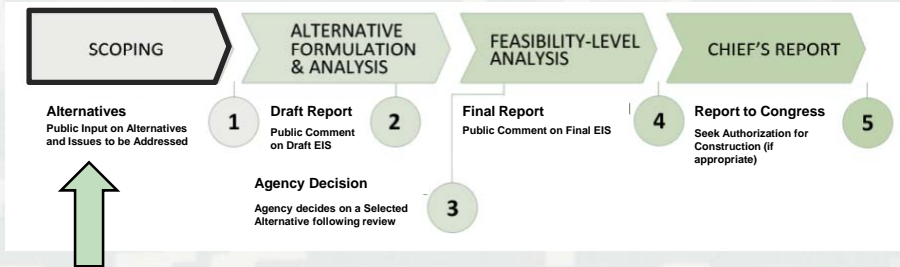 SCOPING
ALTERNATIVE
FORMULATION
& ANALYSIS
FEASIBILITY-LEVEL
ANALYSIS
CHIEF'S REPORT
Alternatives
Public Input on Alternatives
and Issues to be Addressed
1
Draft Report
Public Comment
on Draft EIS
2
Agency Decision
Agency decides on a Selected
Alternative following review
3
Final Report
Public Comment on Final EIS
4
Report to Congress
Seek Authorization for
Construction (if
appropriate)
5